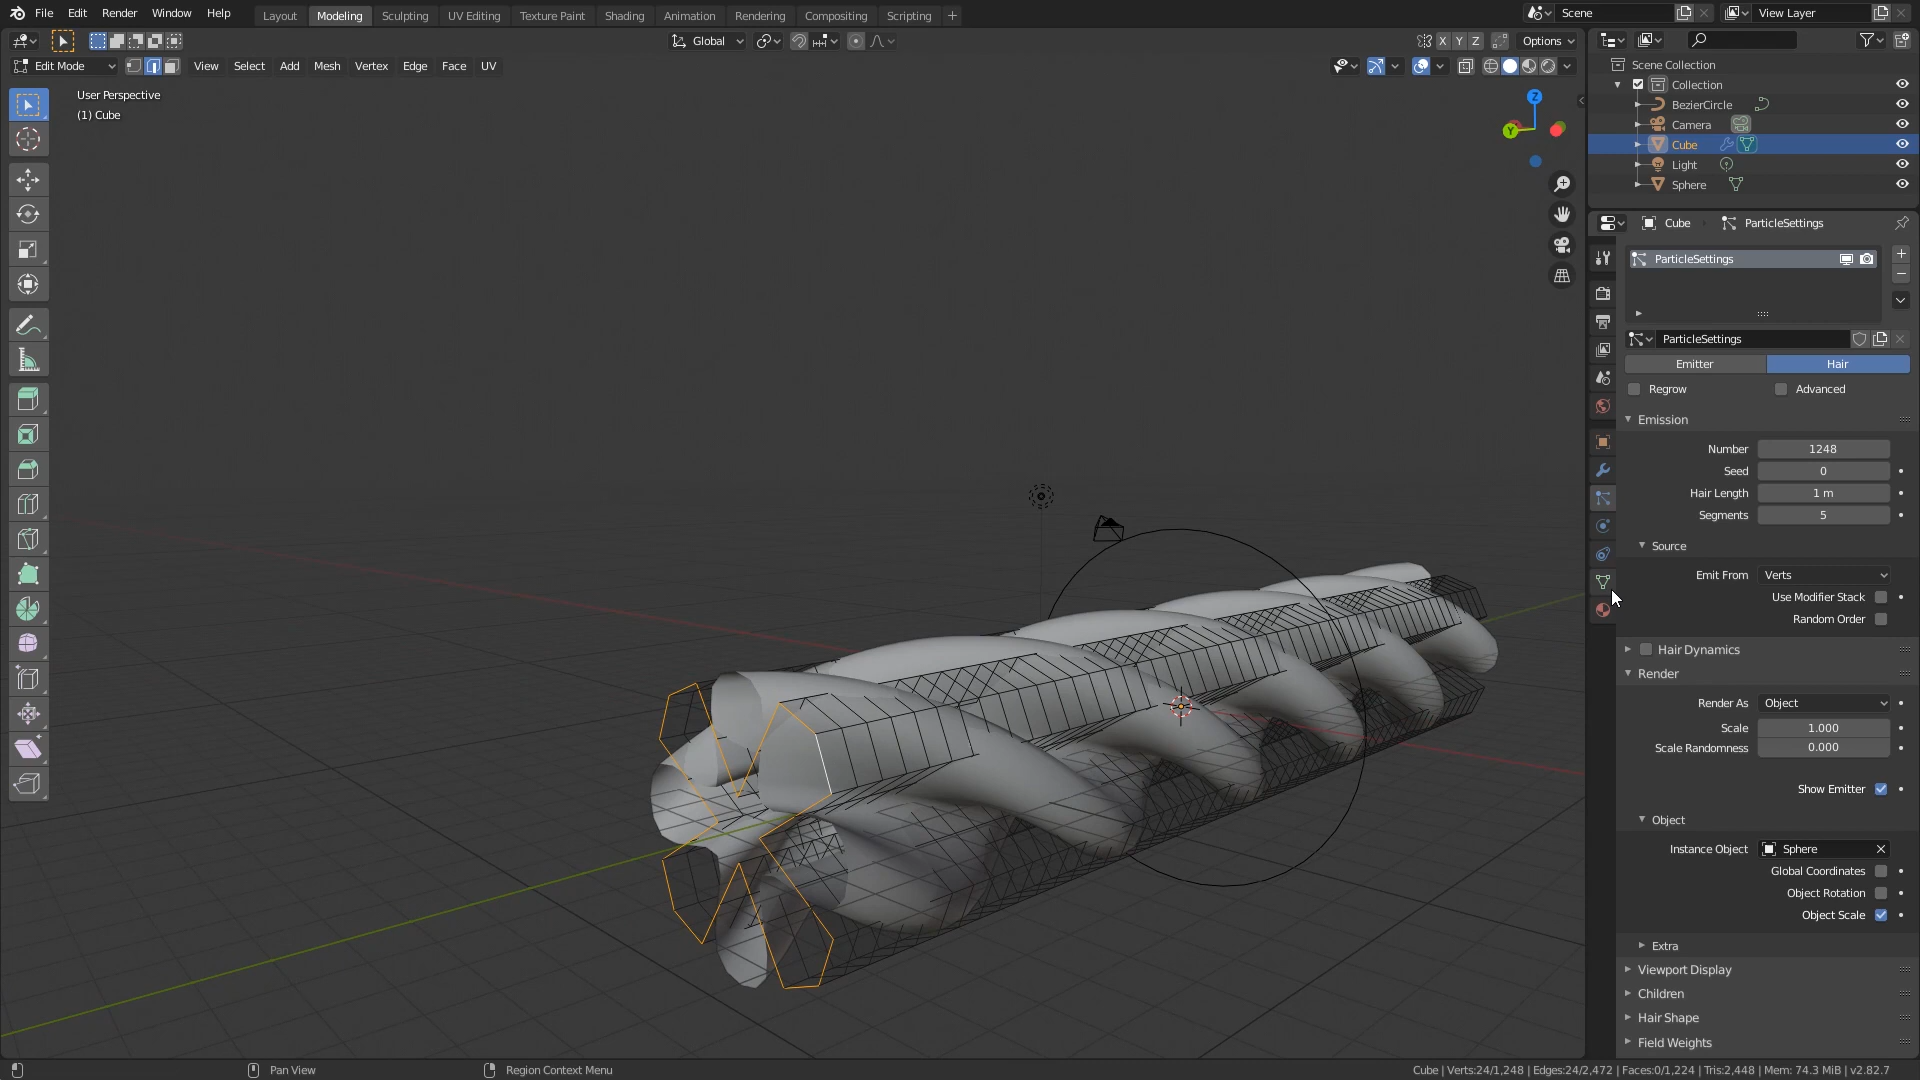 File Edit Render Window Help
Layout Modeling Sculpting UV Editing Texture Paint Shading Animation Rendering Compositing Scripting +
Scene
View Layer
Global
X Y Z
Options
Edit Mode
View Select Add Mesh Vertex Edge Face UV
User Perspective
(1) Cube
Z
Y
Scene Collection
Collection
BezierCircle
Camera
Cube
Light
Sphere
Cube ParticleSettings
ParticleSettings
ParticleSettings
Emitter Hair
Regrow Advanced
Emission
Number 1248
Seed 0
Hair Length 1 m
Segments 5
Source
Emit From Verts
Use Modifier Stack
Random Order
Hair Dynamics
Render
Render As Object
Scale 1.000
Scale Randomness 0.000
Show Emitter
Object
Instance Object Sphere
Global Coordinates
Object Rotation
Object Scale
Extra
Viewport Display
Children
Hair Shape
Field Weights
Pan View
Region Context Menu
Cube | Verts:24/1,248 | Edges:24/2,472 | Faces:0/1,224 | Tris:2,448 | Mem: 74.3 MiB | v2.82.7